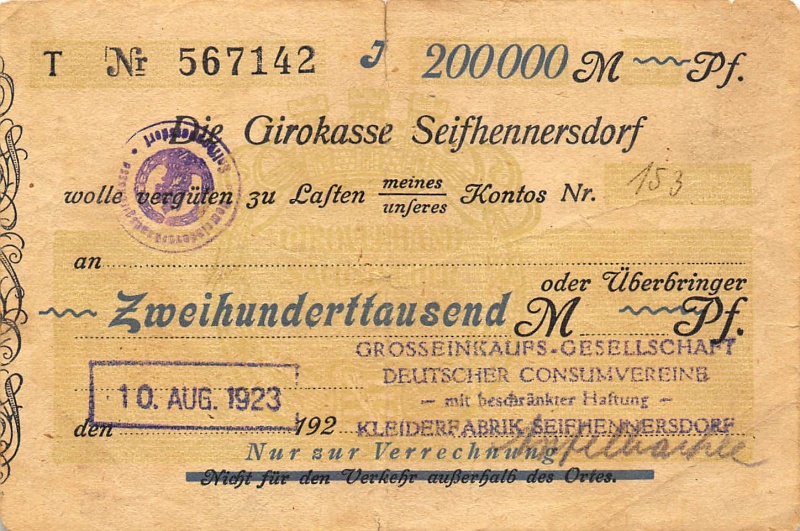 T Nr 567142 J 200000 M Pf.
Die Girokasse Seifhennersdorf
wolle vergüten zu Laſten meines
unſeres Kontos Nr. 153
an
oder Überbringer
Zweihunderttausend M Pf.
GROSSEINKAUFS-GESELLSCHAFT
DEUTSCHER CONSUMVEREINE
– mit beschränkter Haftung –
10. AUG. 1923
den 192 KLEIDERFABRIK SEIFHENNERSDORF
Nur zur Verrechnung
Nicht für den Verkehr außerhalb des Ortes.